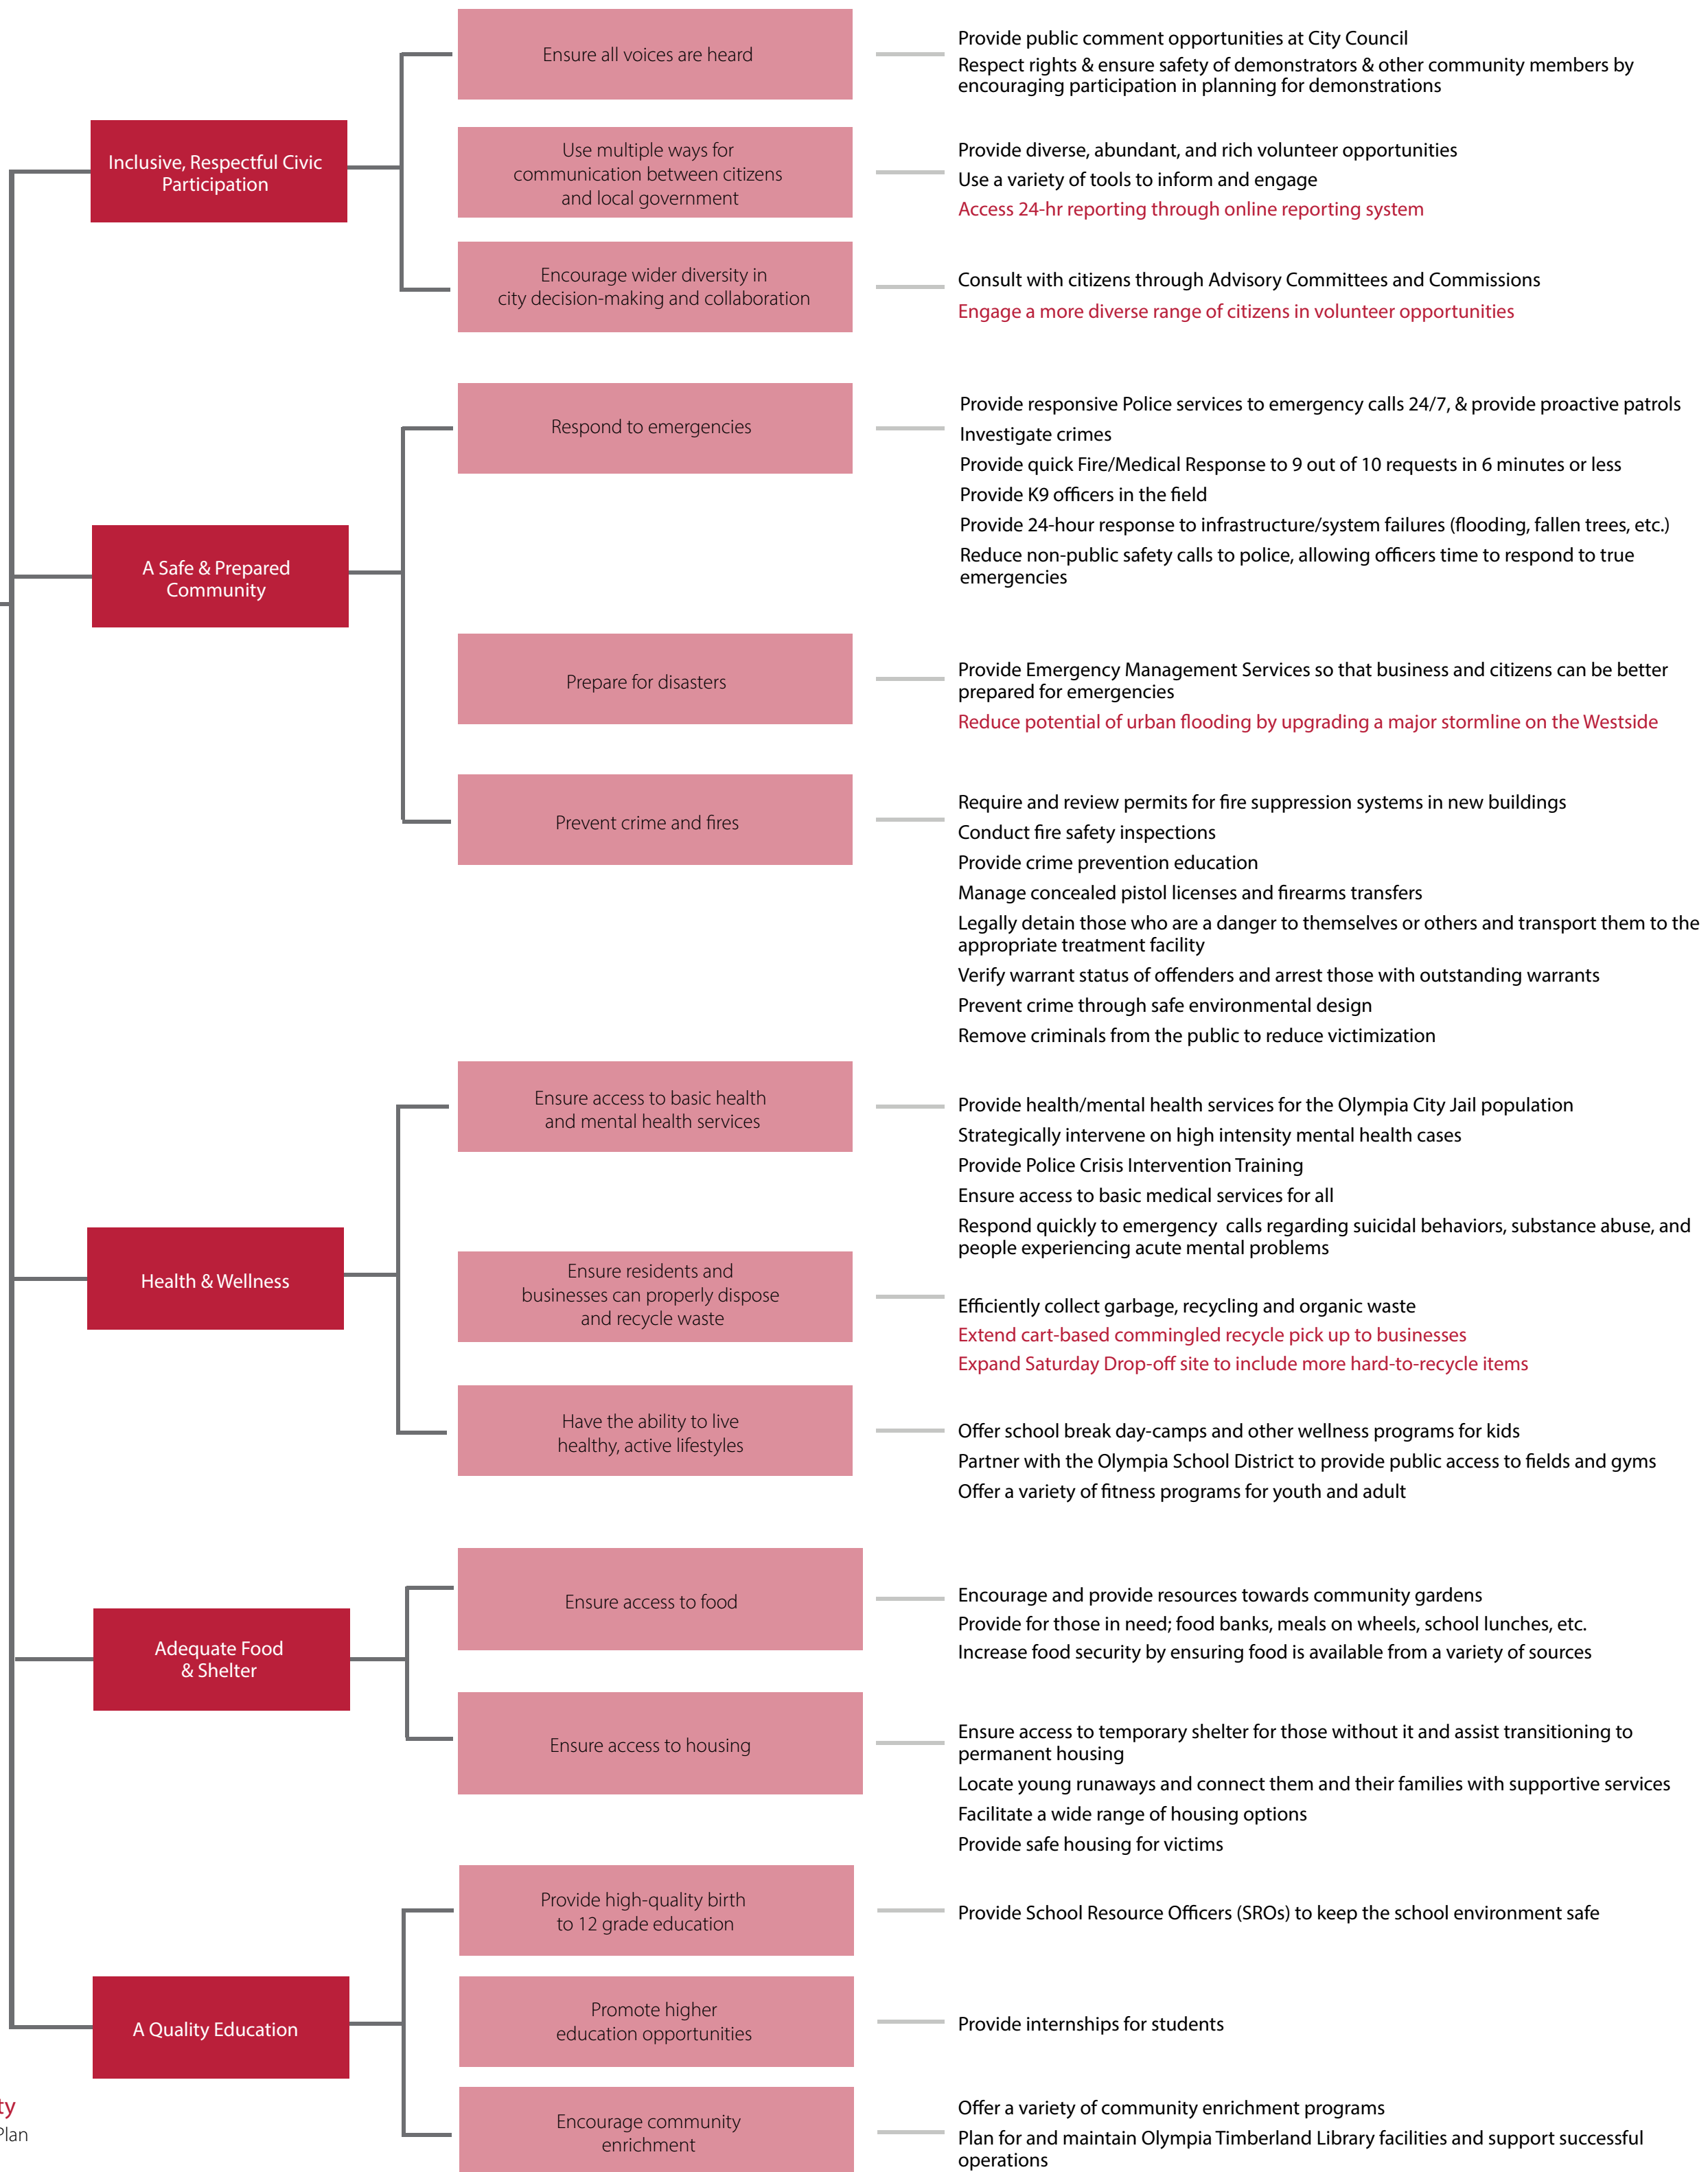 Inclusive, Respectful Civic
Participation
Ensure all voices are heard
Provide public comment opportunities at City Council
Respect rights & ensure safety of demonstrators & other community members by
encouraging participation in planning for demonstrations
Use multiple ways for
communication between citizens
and local government
Provide diverse, abundant, and rich volunteer opportunities
Use a variety of tools to inform and engage
Access 24-hr reporting through online reporting system
Encourage wider diversity in
city decision-making and collaboration
Consult with citizens through Advisory Committees and Commissions
Engage a more diverse range of citizens in volunteer opportunities
A Safe & Prepared
Community
Respond to emergencies
Provide responsive Police services to emergency calls 24/7, & provide proactive patrols
Investigate crimes
Provide quick Fire/Medical Response to 9 out of 10 requests in 6 minutes or less
Provide K9 officers in the field
Provide 24-hour response to infrastructure/system failures (flooding, fallen trees, etc.)
Reduce non-public safety calls to police, allowing officers time to respond to true
emergencies
Prepare for disasters
Provide Emergency Management Services so that business and citizens can be better
prepared for emergencies
Reduce potential of urban flooding by upgrading a major stormline on the Westside
Prevent crime and fires
Require and review permits for fire suppression systems in new buildings
Conduct fire safety inspections
Provide crime prevention education
Manage concealed pistol licenses and firearms transfers
Legally detain those who are a danger to themselves or others and transport them to the
appropriate treatment facility
Verify warrant status of offenders and arrest those with outstanding warrants
Prevent crime through safe environmental design
Remove criminals from the public to reduce victimization
Health & Wellness
Ensure access to basic health
and mental health services
Provide health/mental health services for the Olympia City Jail population
Strategically intervene on high intensity mental health cases
Provide Police Crisis Intervention Training
Ensure access to basic medical services for all
Respond quickly to emergency calls regarding suicidal behaviors, substance abuse, and
people experiencing acute mental problems
Ensure residents and
businesses can properly dispose
and recycle waste
Efficiently collect garbage, recycling and organic waste
Extend cart-based commingled recycle pick up to businesses
Expand Saturday Drop-off site to include more hard-to-recycle items
Have the ability to live
healthy, active lifestyles
Offer school break day-camps and other wellness programs for kids
Partner with the Olympia School District to provide public access to fields and gyms
Offer a variety of fitness programs for youth and adult
Adequate Food
& Shelter
Ensure access to food
Encourage and provide resources towards community gardens
Provide for those in need; food banks, meals on wheels, school lunches, etc.
Increase food security by ensuring food is available from a variety of sources
Ensure access to housing
Ensure access to temporary shelter for those without it and assist transitioning to
permanent housing
Locate young runaways and connect them and their families with supportive services
Facilitate a wide range of housing options
Provide safe housing for victims
A Quality Education
Provide high-quality birth
to 12 grade education
Provide School Resource Officers (SROs) to keep the school environment safe
Promote higher
education opportunities
Provide internships for students
Encourage community
enrichment
Offer a variety of community enrichment programs
Plan for and maintain Olympia Timberland Library facilities and support successful
operations
ty
Plan